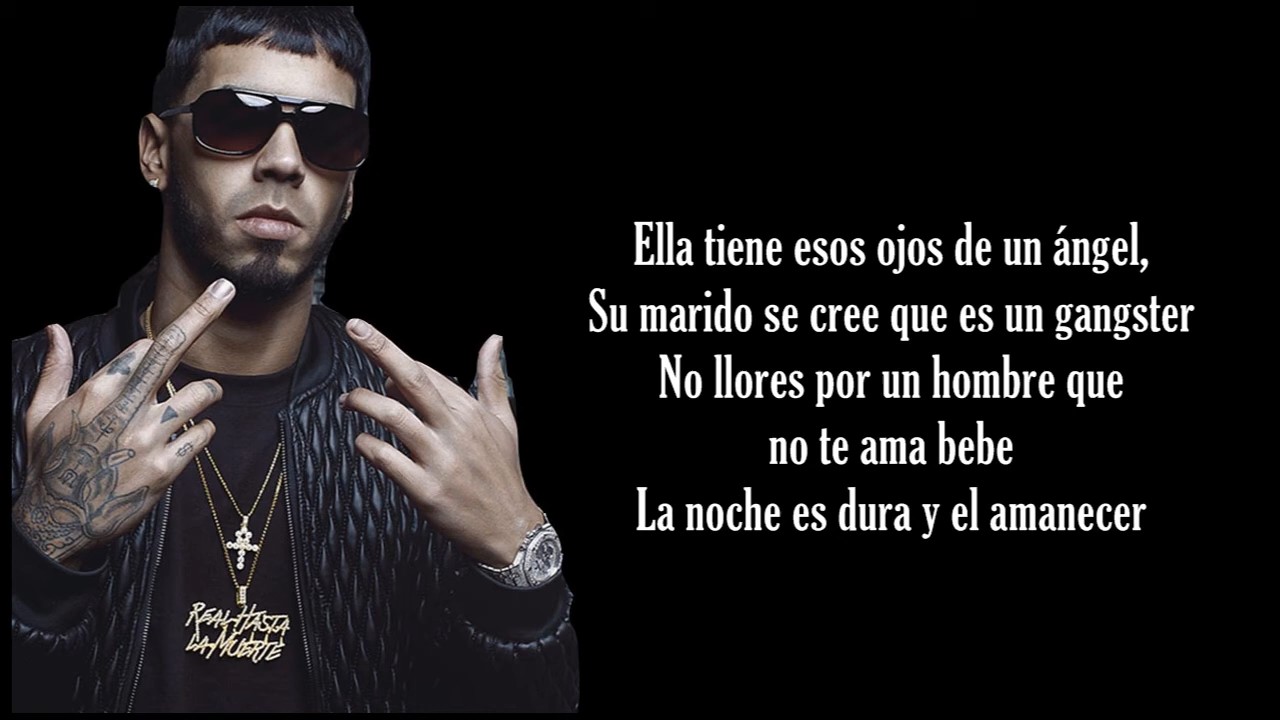 Ella tiene esos ojos de un ángel,
Su marido se cree que es un gangster
No llores por un hombre que
no te ama bebe
La noche es dura y el amanecer
REAL HASTA
LA MUERTE